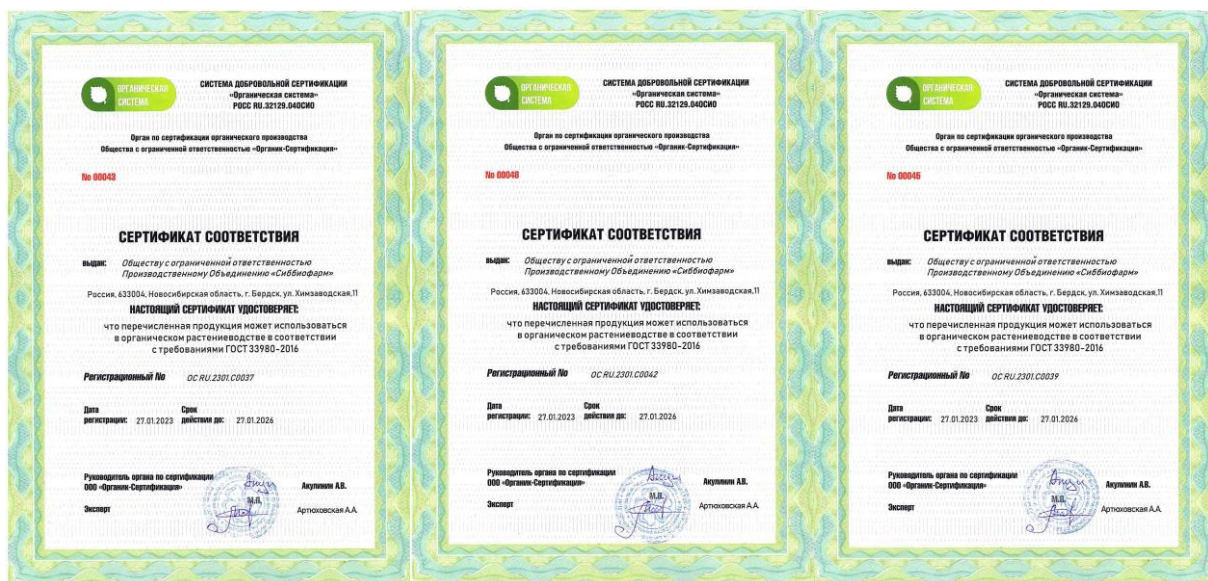 ОРГАНИЧЕСКАЯ
СИСТЕМА
СИСТЕМА ДОБРОВОЛЬНОЙ СЕРТИФИКАЦИИ
«Органическая система»
РОСС RU.32129.04ОСИ0
Орган по сертификации органического производства
Общества с ограниченной ответственностью «Органик-Сертификация»
No 00043
СЕРТИФИКАТ СООТВЕТСТВИЯ
выдан: Обществу с ограниченной ответственностью
Производственному Объединению «Сиббиофарм»
Россия, 633004, Новосибирская область, г. Бердск, ул. Химзаводская,11
НАСТОЯЩИЙ СЕРТИФИКАТ УДОСТОВЕРЯЕТ:
что перечисленная продукция может использоваться
в органическом растениеводстве в соответствии
с требованиями ГОСТ 33980-2016
Регистрационный No ОС RU.2301.С0037
Дата Срок
регистрации: 27.01.2023 действия до: 27.01.2026
Руководитель органа по сертификации
ООО «Органик-Сертификация» Акулинин А.В.
М.П.
Эксперт Артюховская А.А.
ОРГАНИЧЕСКАЯ
СИСТЕМА
СИСТЕМА ДОБРОВОЛЬНОЙ СЕРТИФИКАЦИИ
«Органическая система»
РОСС RU.32129.04ОСИ0
Орган по сертификации органического производства
Общества с ограниченной ответственностью «Органик-Сертификация»
No 00048
СЕРТИФИКАТ СООТВЕТСТВИЯ
выдан: Обществу с ограниченной ответственностью
Производственному Объединению «Сиббиофарм»
Россия, 633004, Новосибирская область, г. Бердск, ул. Химзаводская,11
НАСТОЯЩИЙ СЕРТИФИКАТ УДОСТОВЕРЯЕТ:
что перечисленная продукция может использоваться
в органическом растениеводстве в соответствии
с требованиями ГОСТ 33980-2016
Регистрационный No ОС RU.2301.С0042
Дата Срок
регистрации: 27.01.2023 действия до: 27.01.2026
Руководитель органа по сертификации
ООО «Органик-Сертификация» Акулинин А.В.
М.П.
Эксперт Артюховская А.А.
ОРГАНИЧЕСКАЯ
СИСТЕМА
СИСТЕМА ДОБРОВОЛЬНОЙ СЕРТИФИКАЦИИ
«Органическая система»
РОСС RU.32129.04ОСИ0
Орган по сертификации органического производства
Общества с ограниченной ответственностью «Органик-Сертификация»
No 00045
СЕРТИФИКАТ СООТВЕТСТВИЯ
выдан: Обществу с ограниченной ответственностью
Производственному Объединению «Сиббиофарм»
Россия, 633004, Новосибирская область, г. Бердск, ул. Химзаводская,11
НАСТОЯЩИЙ СЕРТИФИКАТ УДОСТОВЕРЯЕТ:
что перечисленная продукция может использоваться
в органическом растениеводстве в соответствии
с требованиями ГОСТ 33980-2016
Регистрационный No ОС RU.2301.С0039
Дата Срок
регистрации: 27.01.2023 действия до: 27.01.2026
Руководитель органа по сертификации
ООО «Органик-Сертификация» Акулинин А.В.
М.П.
Эксперт Артюховская А.А.